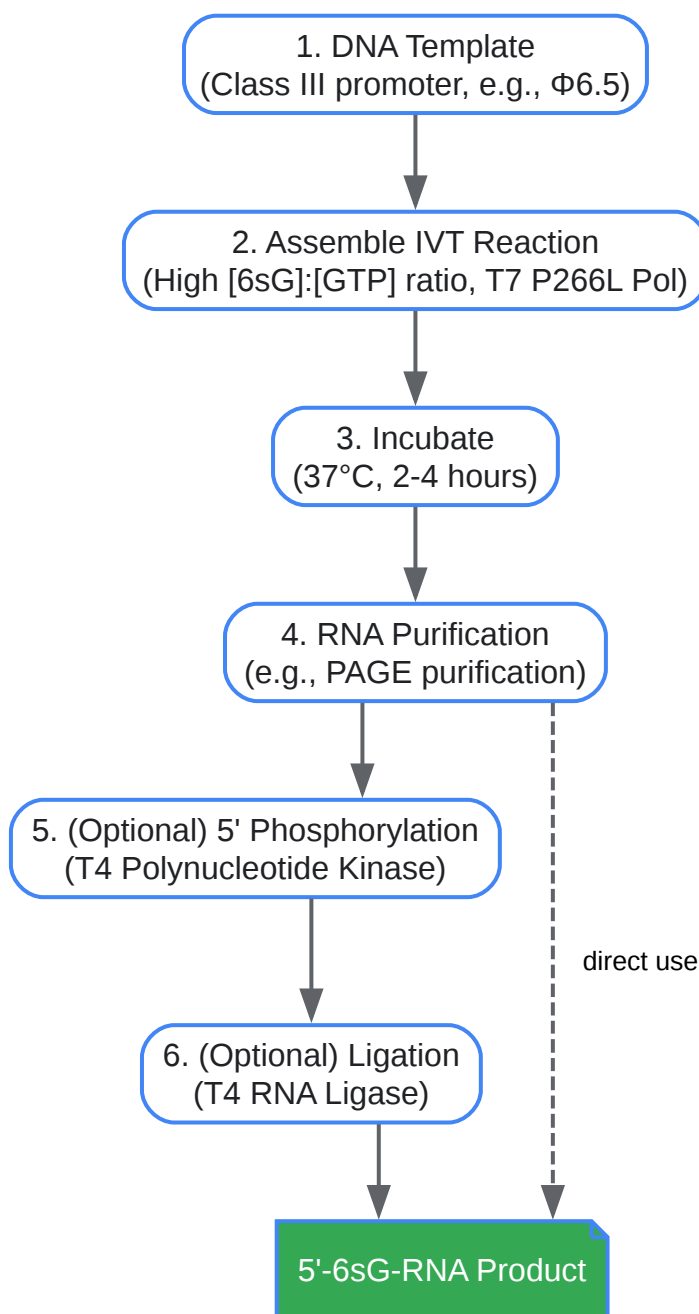 1. DNA Template
(Class III promoter, e.g., Φ6.5)
2. Assemble IVT Reaction
(High [6sG]:[GTP] ratio, T7 P266L Pol)
3. Incubate
(37°C, 2-4 hours)
4. RNA Purification
(e.g., PAGE purification)
5. (Optional) 5' Phosphorylation
(T4 Polynucleotide Kinase)
direct use
6. (Optional) Ligation
(T4 RNA Ligase)
5'-6sG-RNA Product